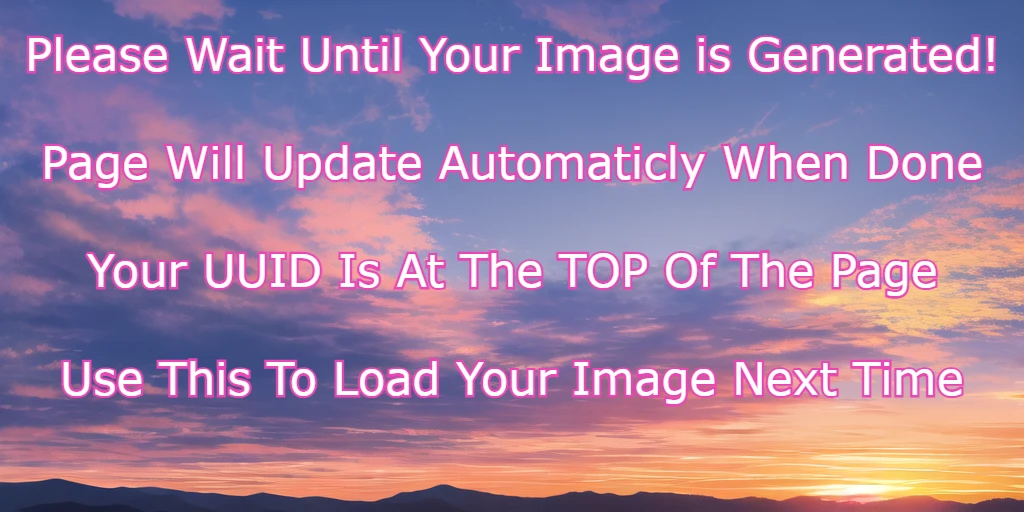 Please Wait Until Your Image is Generated!
Page Will Update Automaticly When Done
Your UUID Is At The TOP Of The Page
Use This To Load Your Image Next Time